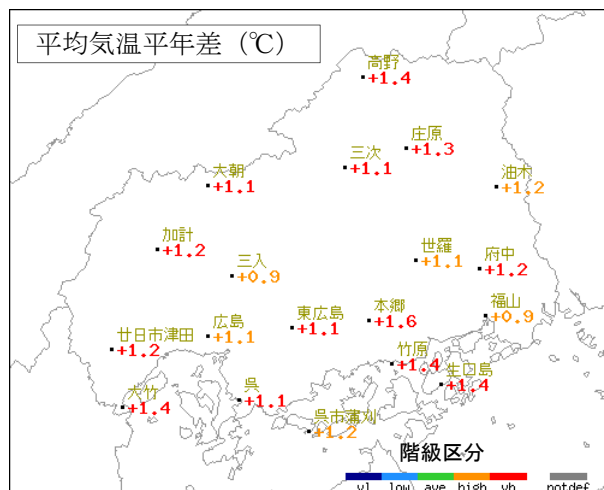 平均気温平年差（℃）
高野
+1.4
庄原
+1.3
三次
+1.1
大朝
+1.1
油木
+1.2
加計
+1.2
三入
+0.9
世羅
+1.1
府中
+1.2
福山
+0.9
本郷
+1.6
東広島
+1.1
広島
+1.1
廿日市津田
+1.2
竹原
+1.4
生口島
+1.4
大竹
+1.4
呉
+1.1
呉市蒲刈
+1.2
階級区分
vl low ave high vh notdef